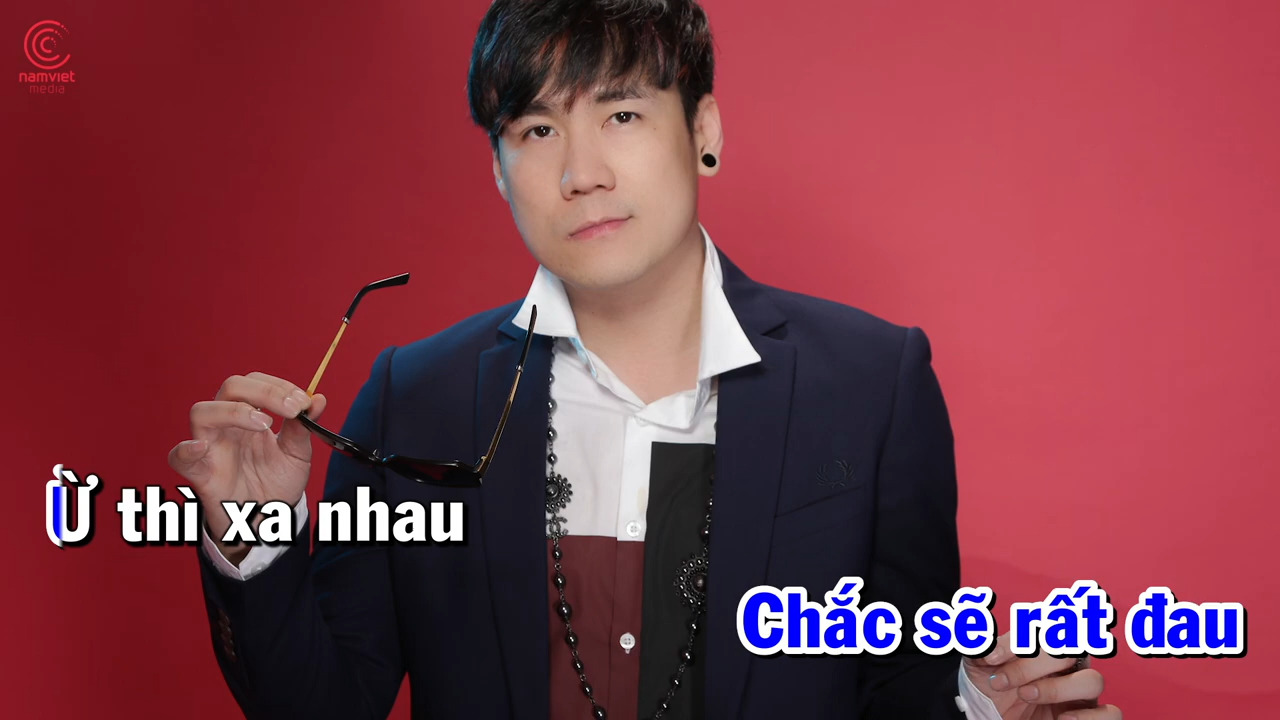 namviet
media
Ừ thì xa nhau
Chắc sẽ rất đau